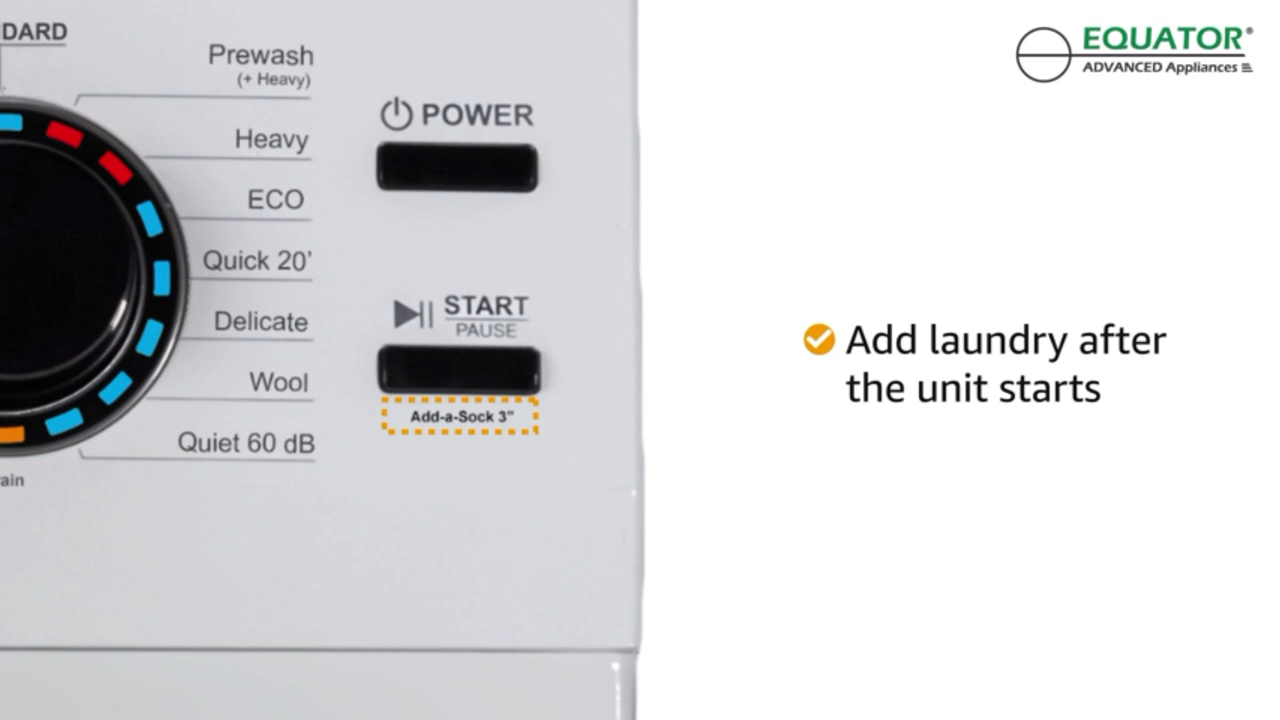 DARD
Prewash
(+ Heavy)
Heavy
ECO
Quick 20’
Delicate
Wool
Quiet 60 dB
ain
POWER
START
PAUSE
Add-a-Sock 3”
EQUATOR®
ADVANCED Appliances
Add laundry after
the unit starts